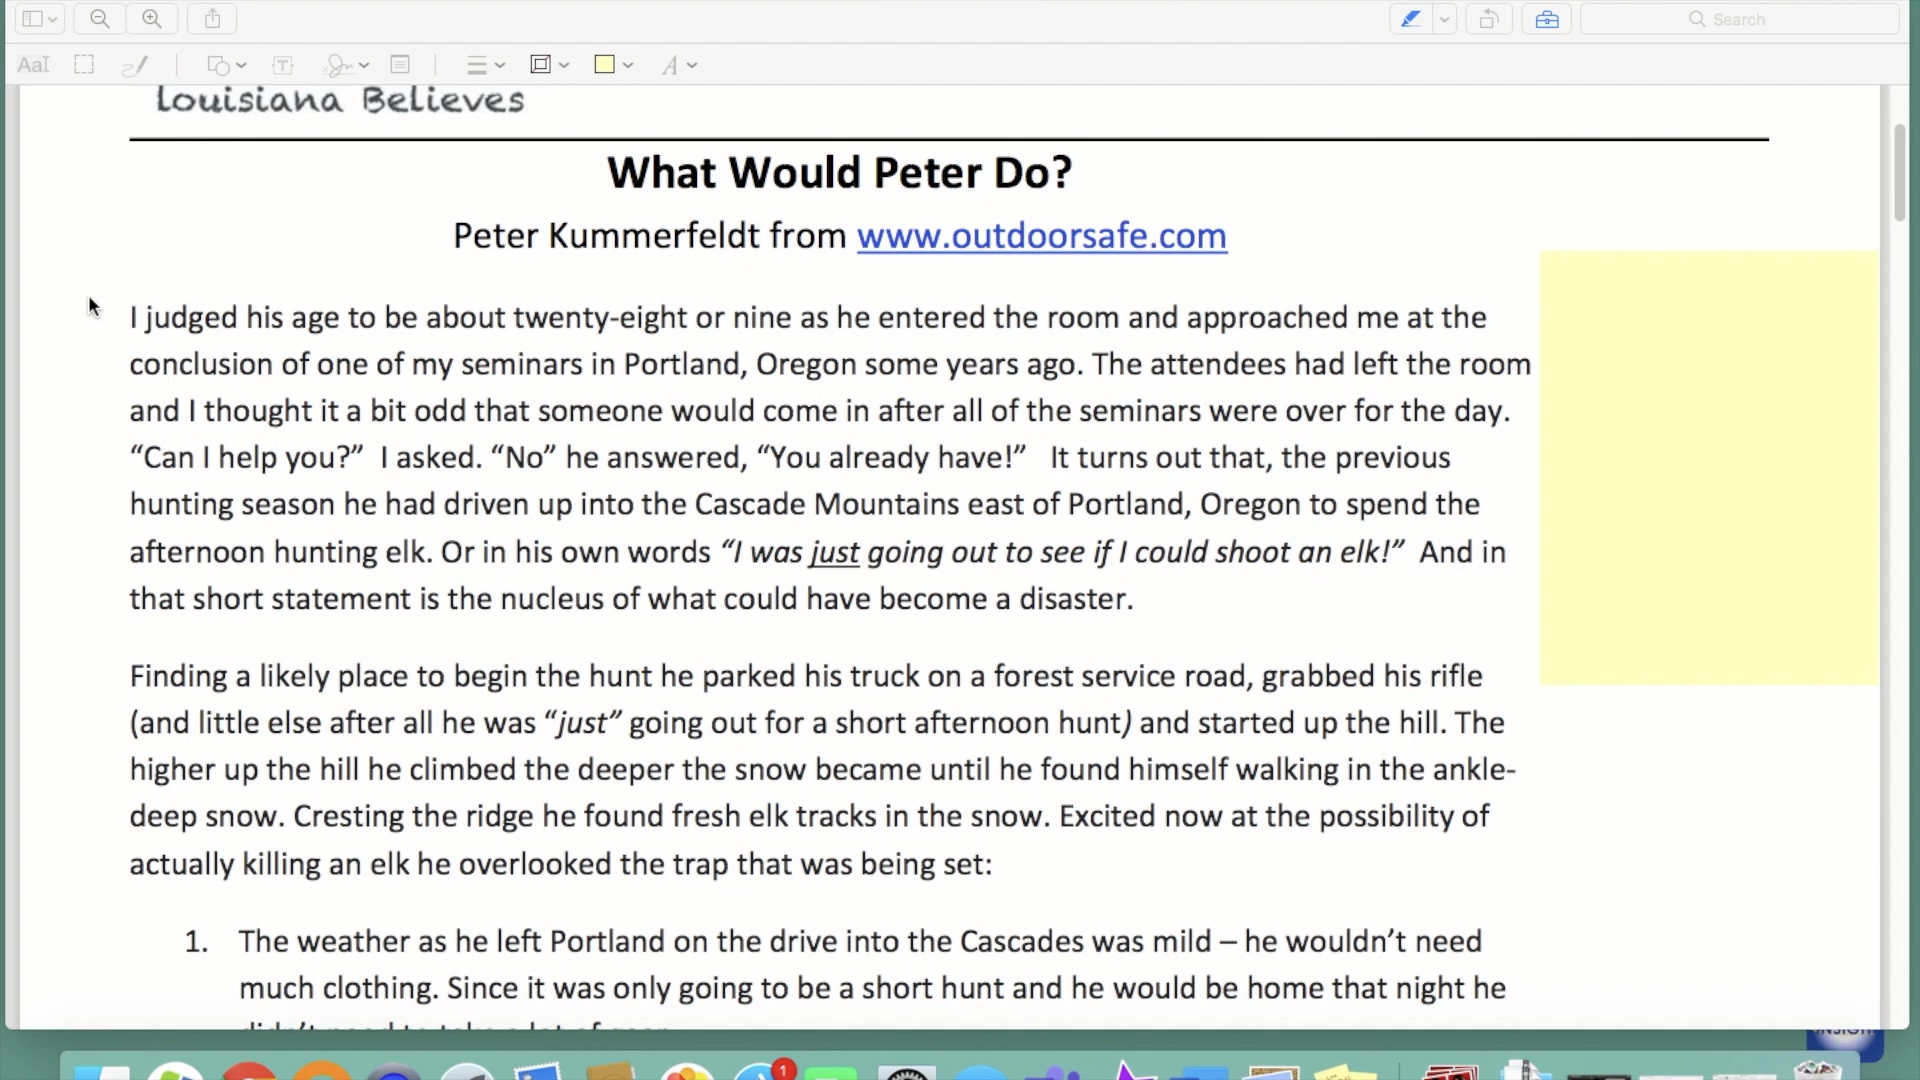 Search
AaI
T
A
Louisiana Believes
What Would Peter Do?
Peter Kummerfeldt from www.outdoorsafe.com
I judged his age to be about twenty-eight or nine as he entered the room and approached me at the
conclusion of one of my seminars in Portland, Oregon some years ago. The attendees had left the room
and I thought it a bit odd that someone would come in after all of the seminars were over for the day.
“Can I help you?”  I asked. “No” he answered, “You already have!”   It turns out that, the previous
hunting season he had driven up into the Cascade Mountains east of Portland, Oregon to spend the
afternoon hunting elk. Or in his own words “I was just going out to see if I could shoot an elk!”  And in
that short statement is the nucleus of what could have become a disaster.
Finding a likely place to begin the hunt he parked his truck on a forest service road, grabbed his rifle
(and little else after all he was “just” going out for a short afternoon hunt) and started up the hill. The
higher up the hill he climbed the deeper the snow became until he found himself walking in the ankle-
deep snow. Cresting the ridge he found fresh elk tracks in the snow. Excited now at the possibility of
actually killing an elk he overlooked the trap that was being set:
1. The weather as he left Portland on the drive into the Cascades was mild – he wouldn’t need
much clothing. Since it was only going to be a short hunt and he would be home that night he
1